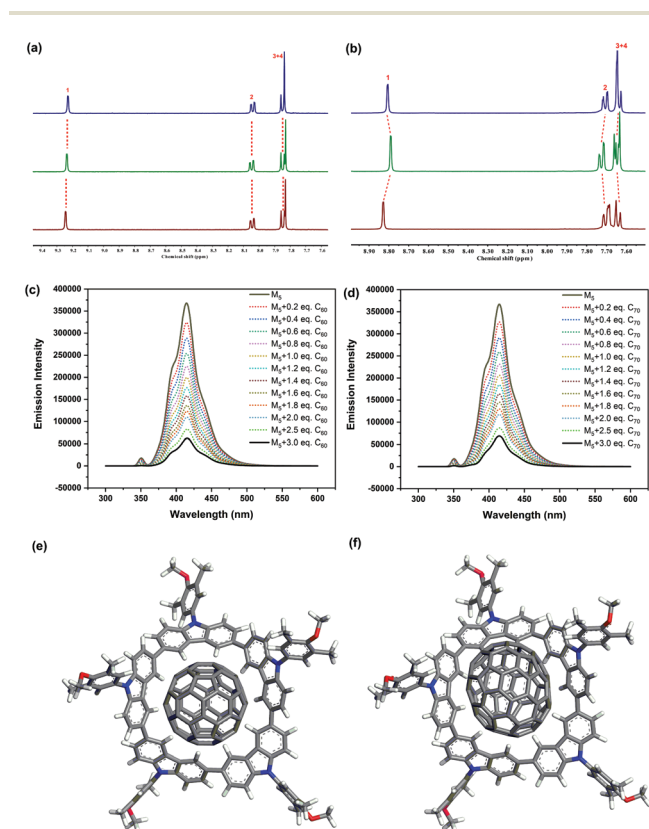 (a)
1
2
3+4
9.4 9.3 9.2 9.1 9.0 8.9 8.8 8.7 8.6 8.5 8.4 8.3 8.2 8.1 8.0 7.9 7.8 7.7 7.6
Chemical shift (ppm)
(b)
1
2
3+4
8.90 8.80 8.70 8.60 8.50 8.40 8.30 8.20 8.10 8.00 7.90 7.80 7.70 7.60
Chemical shift (ppm)
(c)
Emission Intensity
400000
350000
300000
250000
200000
150000
100000
50000
0
-50000
M₅
M₅+0.2 eq. C₆₀
M₅+0.4 eq. C₆₀
M₅+0.6 eq. C₆₀
M₅+0.8 eq. C₆₀
M₅+1.0 eq. C₆₀
M₅+1.2 eq. C₆₀
M₅+1.4 eq. C₆₀
M₅+1.6 eq. C₆₀
M₅+1.8 eq. C₆₀
M₅+2.0 eq. C₆₀
M₅+2.5 eq. C₆₀
M₅+3.0 eq. C₆₀
300 350 400 450 500 550 600
Wavelength (nm)
(d)
Emission Intensity
400000
350000
300000
250000
200000
150000
100000
50000
0
-50000
M₅
M₅+0.2 eq. C₇₀
M₅+0.4 eq. C₇₀
M₅+0.6 eq. C₇₀
M₅+0.8 eq. C₇₀
M₅+1.0 eq. C₇₀
M₅+1.2 eq. C₇₀
M₅+1.4 eq. C₇₀
M₅+1.6 eq. C₇₀
M₅+1.8 eq. C₇₀
M₅+2.0 eq. C₇₀
M₅+2.5 eq. C₇₀
M₅+3.0 eq. C₇₀
300 350 400 450 500 550 600
Wavelength (nm)
(e)
(f)